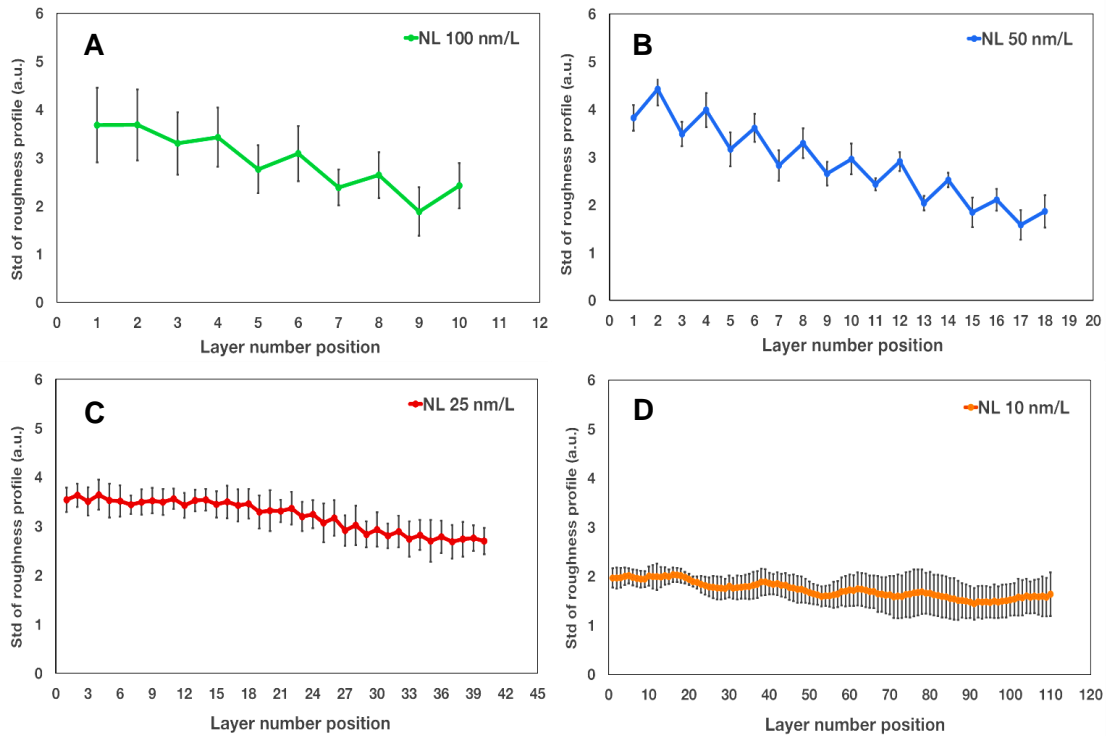 A
NL 100 nm/L
Std of roughness profile (a.u.)
6
5
4
3
2
1
0
0 1 2 3 4 5 6 7 8 9 10 11 12
Layer number position
B
NL 50 nm/L
Std of roughness profile (a.u.)
6
5
4
3
2
1
0
0 1 2 3 4 5 6 7 8 9 10 11 12 13 14 15 16 17 18 19 20
Layer number position
C
NL 25 nm/L
Std of roughness profile (a.u.)
6
5
4
3
2
1
0
0 3 6 9 12 15 18 21 24 27 30 33 36 39 42 45
Layer number position
D
NL 10 nm/L
Std of roughness profile (a.u.)
6
5
4
3
2
1
0
0 10 20 30 40 50 60 70 80 90 100 110 120
Layer number position